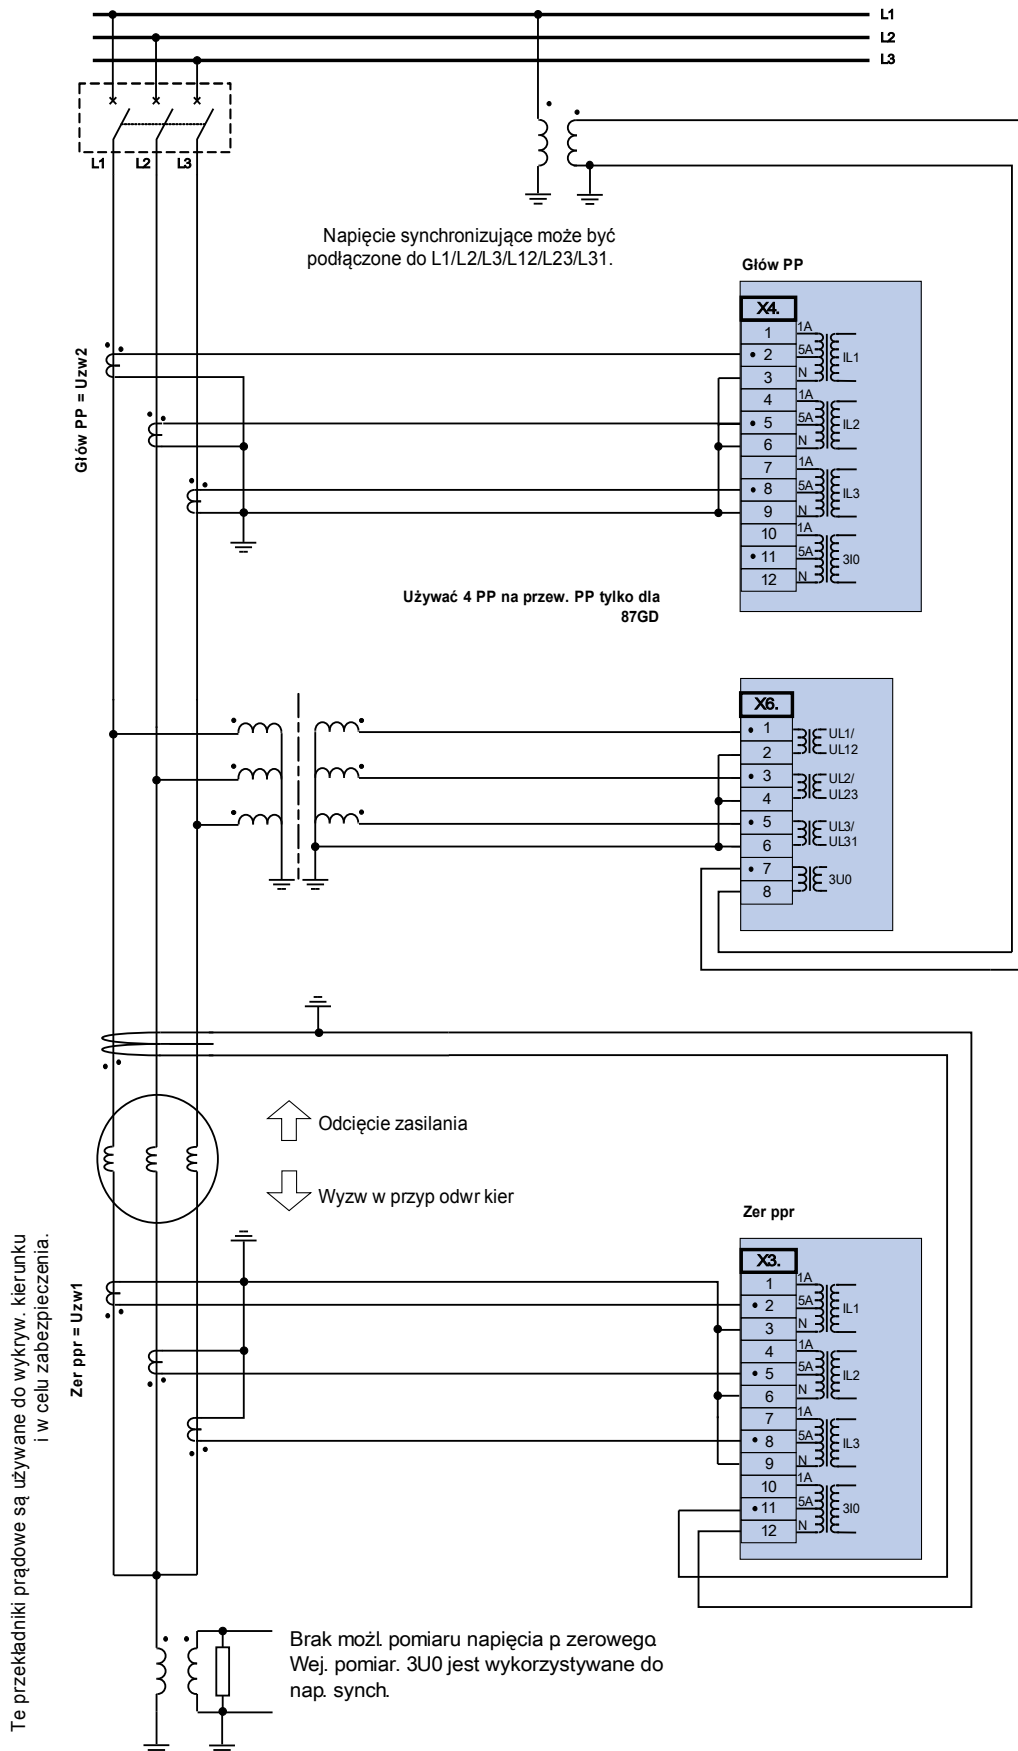 L1
L2
L3
L1
L2
L3
Napięcie synchronizujące może być
podłączone do L1/L2/L3/L12/L23/L31.
Głów PP
X4.
1
1A
2
5A
IL1
3
N
4
1A
5
5A
IL2
6
N
7
1A
8
5A
IL3
9
N
10
1A
11
5A
3I0
12
N
Głów PP = Uzw2
Używać 4 PP na przew. PP tylko dla
87GD
X6.
1
UL1/
2
UL12
3
UL2/
4
UL23
5
UL3/
6
UL31
7
3U0
8
Odcięcie zasilania
Wyzw w przyp odwr kier
Zer ppr
X3.
1
1A
2
5A
IL1
3
N
4
1A
5
5A
IL2
6
N
7
1A
8
5A
IL3
9
N
10
1A
11
5A
3I0
12
N
Te przekładniki prądowe są używane do wykryw. kierunku
i w celu zabezpieczenia.
Zer ppr = Uzw1
Brak możl. pomiaru napięcia p. zerowego.
Wej. pomiar. 3U0 jest wykorzystywane do
nap. synch.